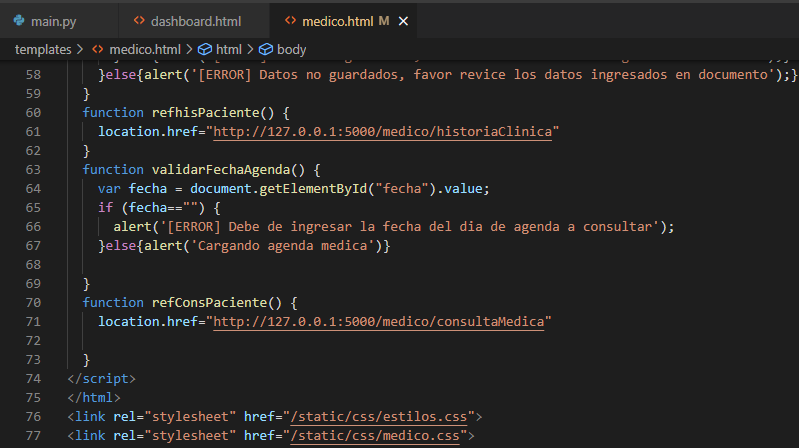 main.py dashboard.html medico.html M
templates > medico.html > html > body
58 }else{alert('[ERROR] Datos no guardados, favor revice los datos ingresados en documento');}
59 }
60 function refhisPaciente() {
61 location.href="http://127.0.0.1:5000/medico/historiaClinica"
62 }
63 function validarFechaAgenda() {
64 var fecha = document.getElementById("fecha").value;
65 if (fecha=="") {
66 alert('[ERROR] Debe de ingresar la fecha del dia de agenda a consultar');
67 }else{alert('Cargando agenda medica')}
68
69 }
70 function refConsPaciente() {
71 location.href="http://127.0.0.1:5000/medico/consultaMedica"
72
73 }
74 </script>
75 </html>
76 <link rel="stylesheet" href="/static/css/estilos.css">
77 <link rel="stylesheet" href="/static/css/medico.css">